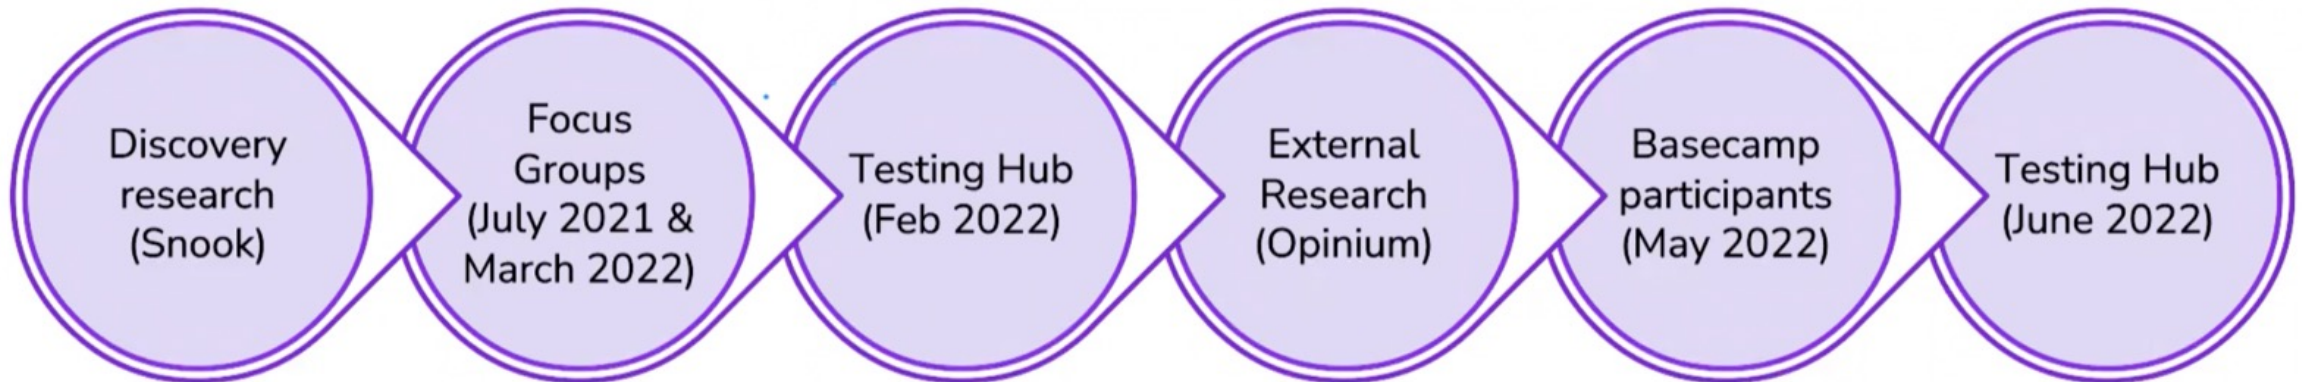 Discovery
research
(Snook)
Focus
Groups
(July 2021 &
March 2022)
Testing Hub
(Feb 2022)
External
Research
(Opinium)
Basecamp
participants
(May 2022)
Testing Hub
(June 2022)